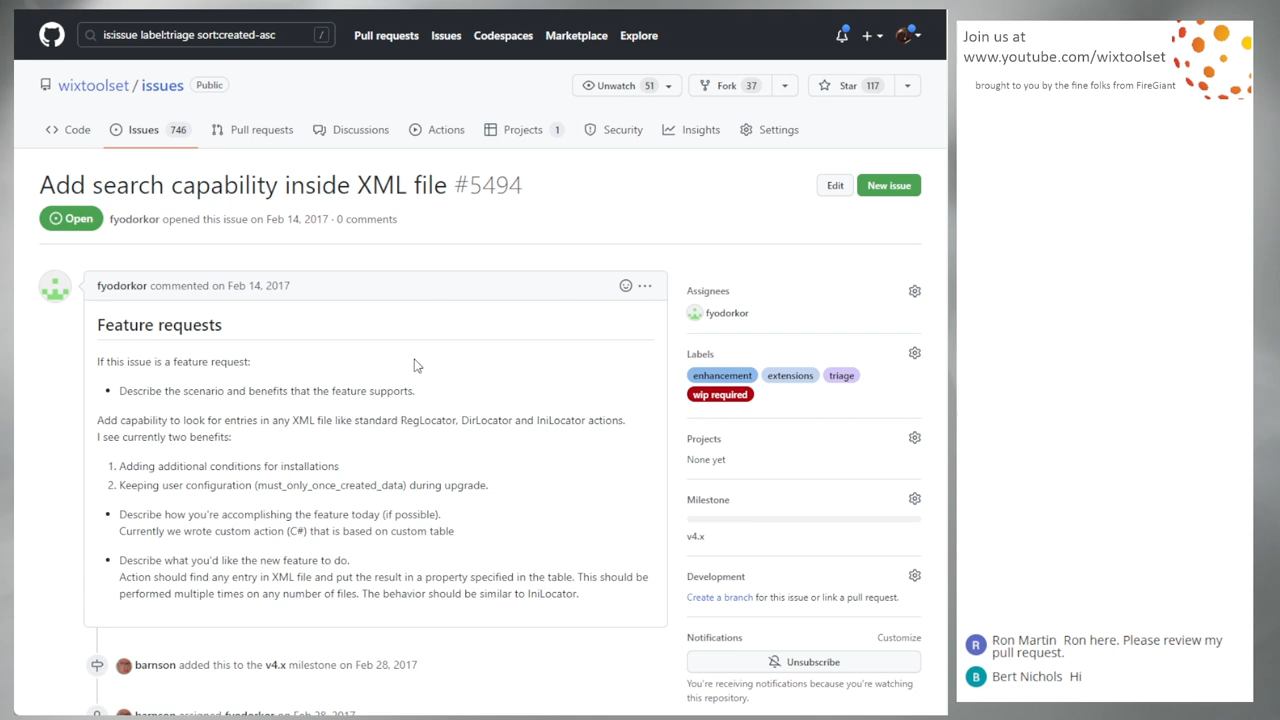 isissue label:triage sort:created-asc
/
Pull requests
Issues
Codespaces
Marketplace
Explore
wixtoolset / issues
Public
Unwatch 51
Fork 37
Star 117
Code
Issues 746
Pull requests
Discussions
Actions
Projects 1
Security
Insights
Settings
Add search capability inside XML file #5494
Edit
New issue
Open
fyodorkor opened this issue on Feb 14, 2017 · 0 comments
fyodorkor commented on Feb 14, 2017
Feature requests
If this issue is a feature request:
• Describe the scenario and benefits that the feature supports.
Add capability to look for entries in any XML file like standard RegLocator, DirLocator and IniLocator actions.
I see currently two benefits:
1. Adding additional conditions for installations
2. Keeping user configuration (must_only_once_created_data) during upgrade.
• Describe how you're accomplishing the feature today (if possible).
Currently we wrote custom action (C#) that is based on custom table
• Describe what you'd like the new feature to do.
Action should find any entry in XML file and put the result in a property specified in the table. This should be
performed multiple times on any number of files. The behavior should be similar to IniLocator.
barnson added this to the v4.x milestone on Feb 28, 2017
barnson assigned fyodorkor on Feb 28, 2017
Assignees
fyodorkor
Labels
enhancement
extensions
triage
wip required
Projects
None yet
Milestone
v4.x
Development
Create a branch for this issue or link a pull request.
Notifications
Customize
Unsubscribe
You're receiving notifications because you're watching
this repository.
Join us at
www.youtube.com/wixtoolset
brought to you by the fine folks from FireGiant
R
Ron Martin Ron here. Please review my
pull request.
B
Bert Nichols Hi